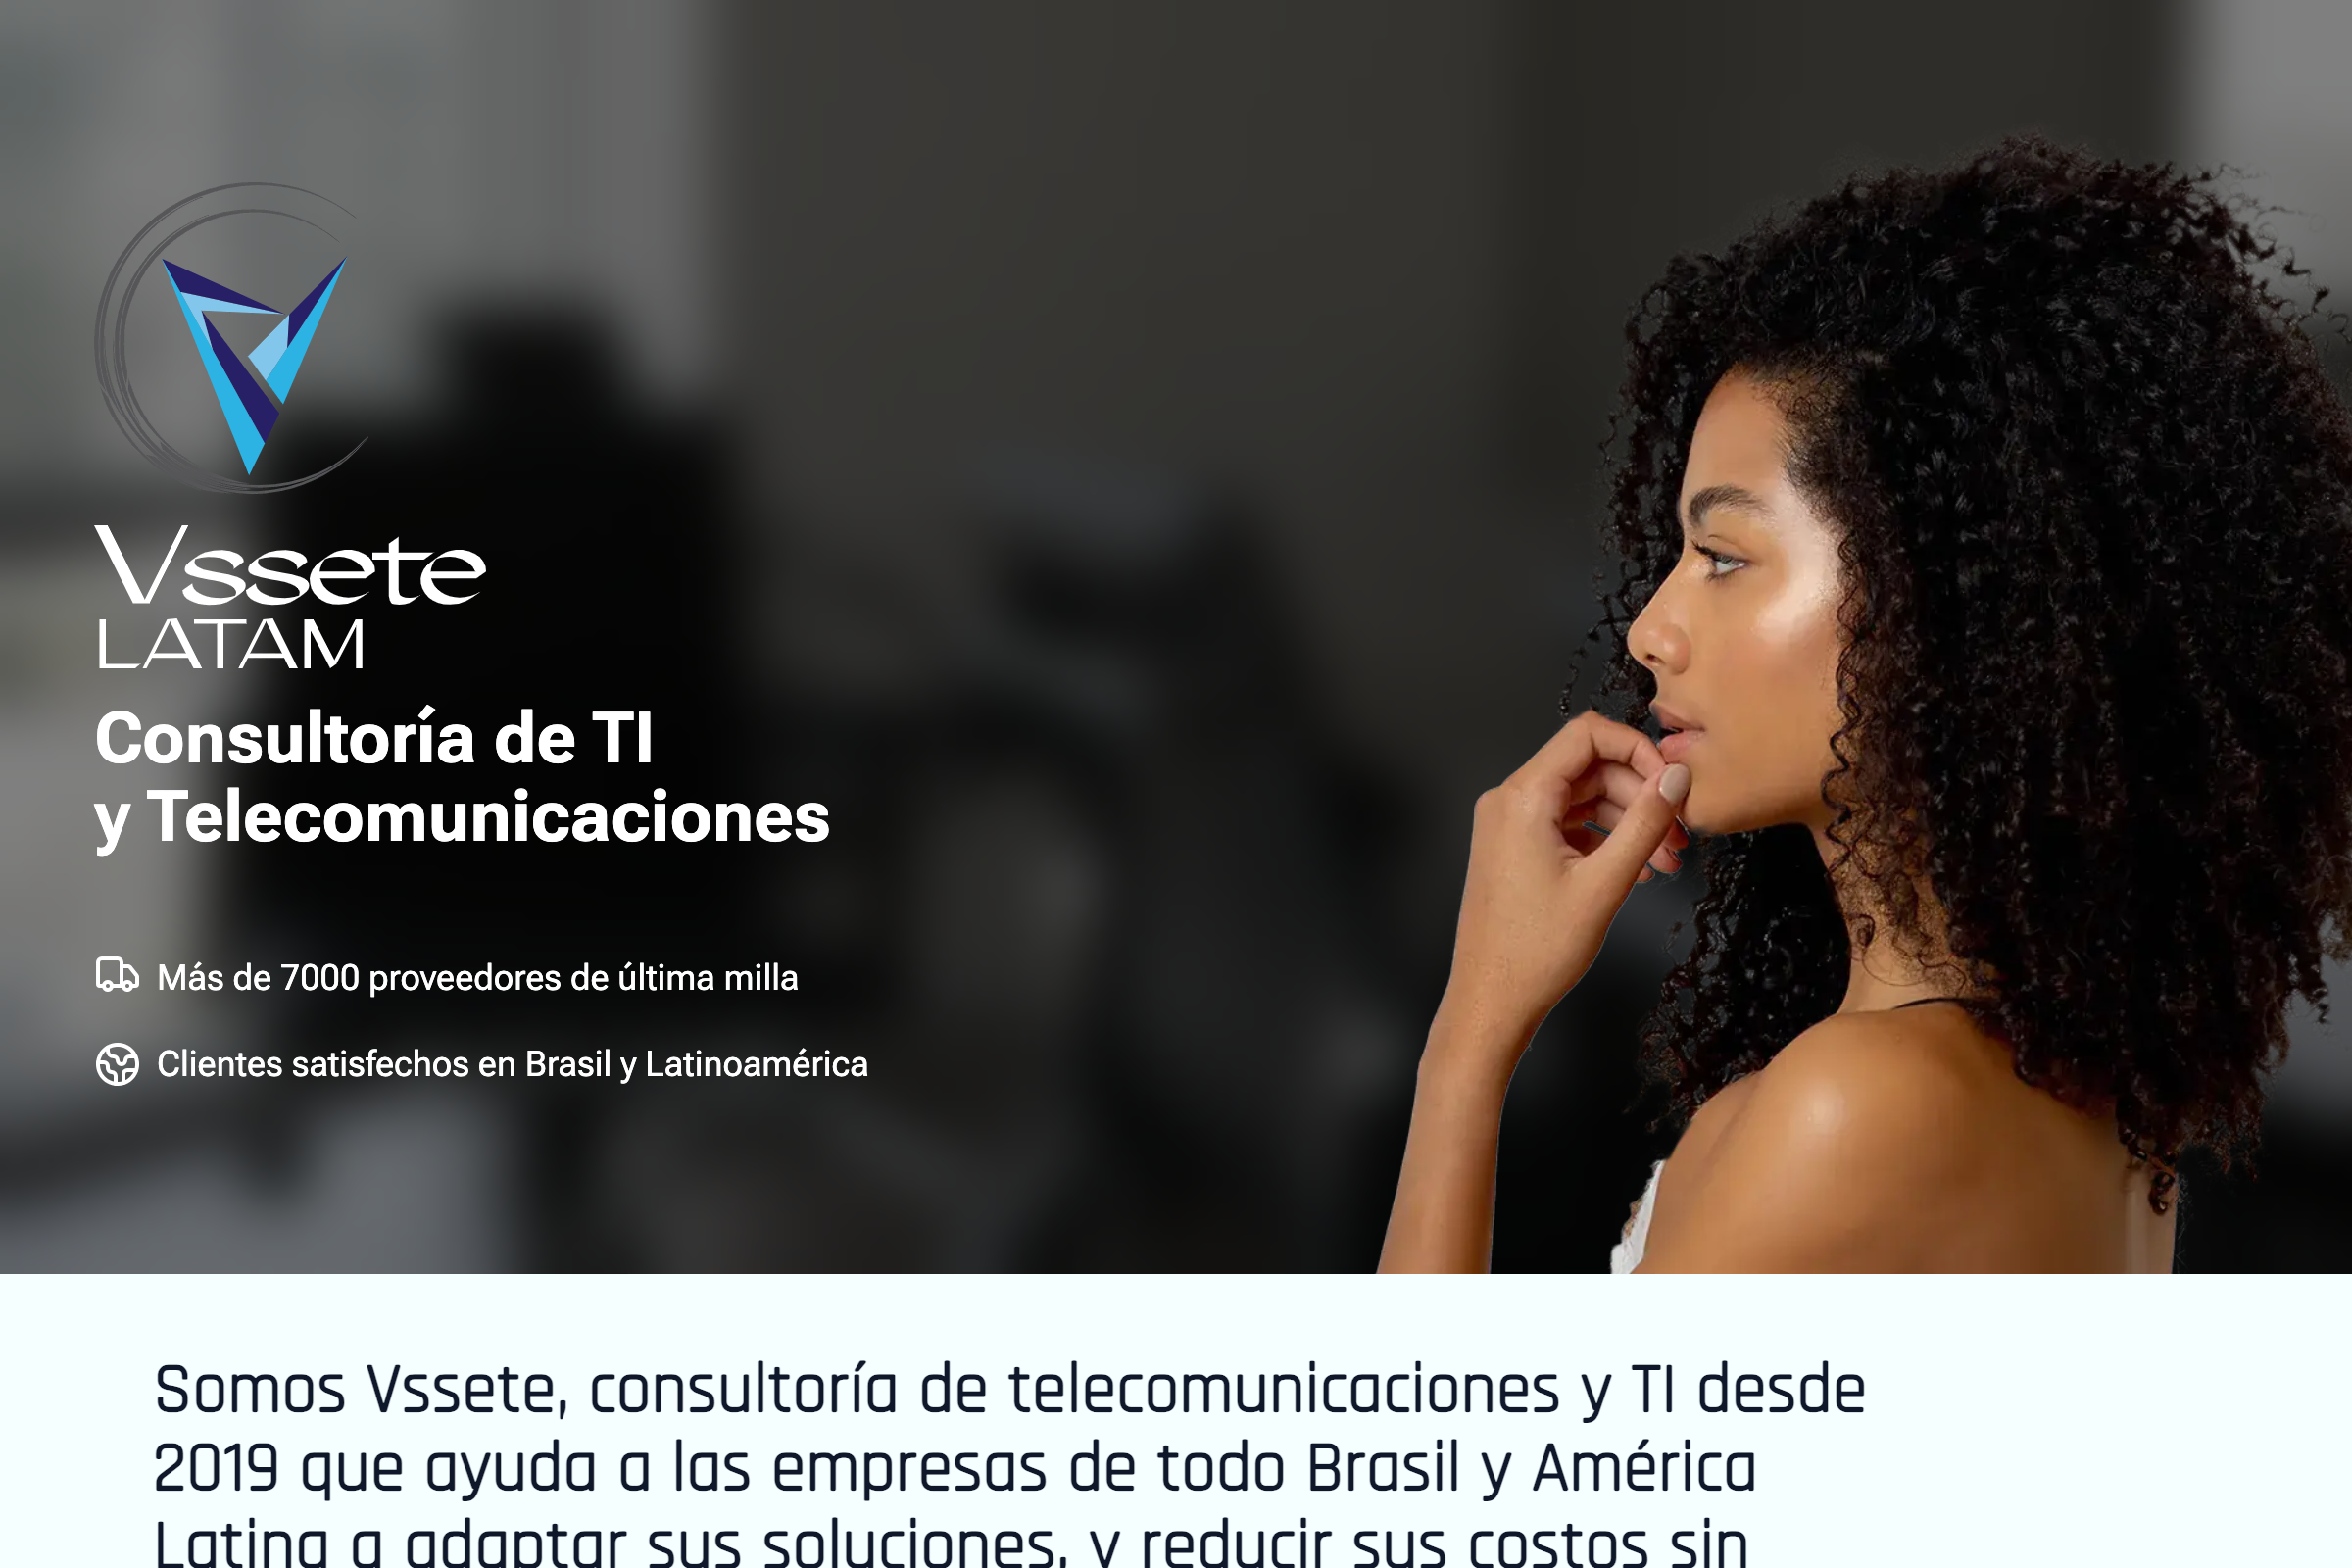 Vssete
LATAM
Consultoría de TI
y Telecomunicaciones
Más de 7000 proveedores de última milla
Clientes satisfechos en Brasil y Latinoamérica
Somos Vssete, consultoría de telecomunicaciones y TI desde
2019 que ayuda a las empresas de todo Brasil y América
Latina a adaptar sus soluciones, y reducir sus costos sin